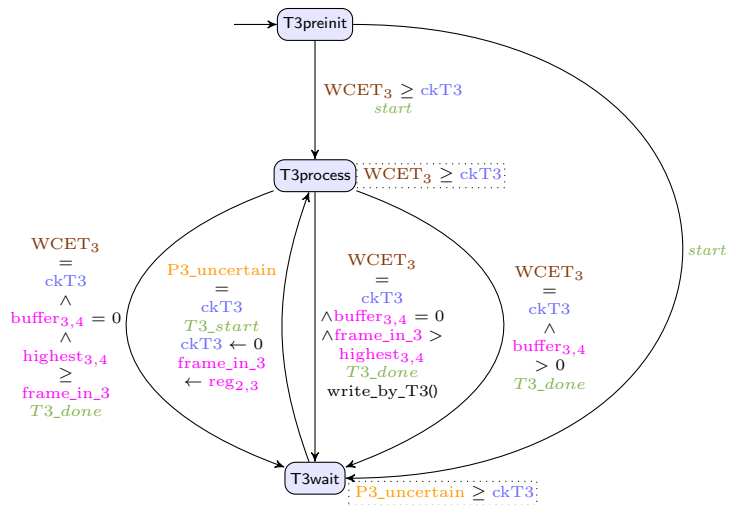 T3preinit
WCET₃ ≥ ckT3
start
T3process
WCET₃ ≥ ckT3
start
WCET₃
=
ckT3
∧
buffer₃,₄ = 0
∧
highest₃,₄
≥
frame_in_3
T3_done
P3_uncertain
=
ckT3
T3_start
ckT3 ← 0
frame_in_3
← reg₂,₃
WCET₃
=
ckT3
∧buffer₃,₄ = 0
∧frame_in_3 >
highest₃,₄
T3_done
write_by_T3()
WCET₃
=
ckT3
∧
buffer₃,₄
> 0
T3_done
T3wait
P3_uncertain ≥ ckT3